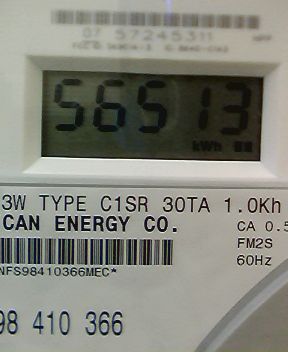 07 57245311
56513
kWh
3W TYPE C1SR 30TA 1.0Kh
CAN ENERGY CO.
CA 0.5
FM2S
60Hz
NFS98410366MEC*
98 410 366